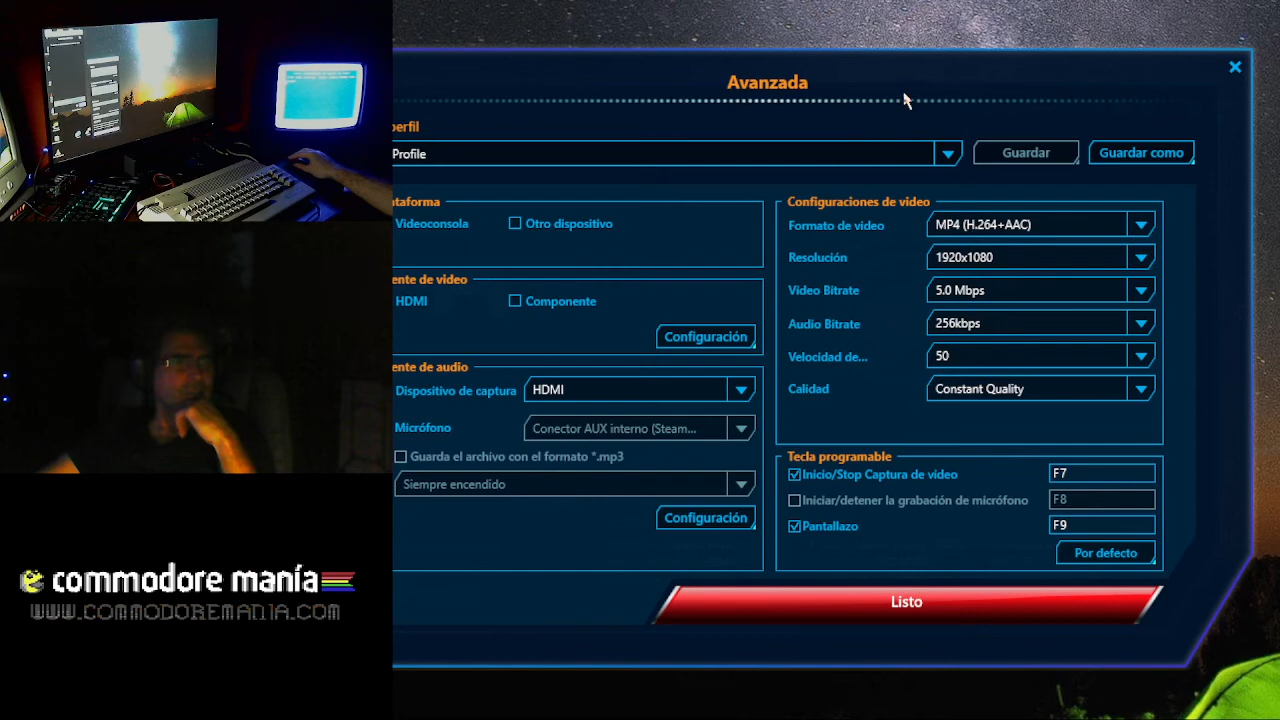 Avanzada
perfil
Profile
Guardar
Guardar como
ataforma
Videoconsola
Otro dispositivo
ente de video
HDMI
Componente
Configuración
ente de audio
Dispositivo de captura
HDMI
Micrófono
Conector AUX interno (Steam...
Guarda el archivo con el formato *.mp3
Siempre encendido
Configuración
Configuraciones de video
Formato de video
MP4 (H.264+AAC)
Resolución
1920x1080
Video Bitrate
5.0 Mbps
Audio Bitrate
256kbps
Velocidad de...
50
Calidad
Constant Quality
Tecla programable
Inicio/Stop Captura de video
F7
Iniciar/detener la grabación de micrófono
F8
Pantallazo
F9
Por defecto
Listo
commodore manía
WWW.COMMODOREMANIA.COM